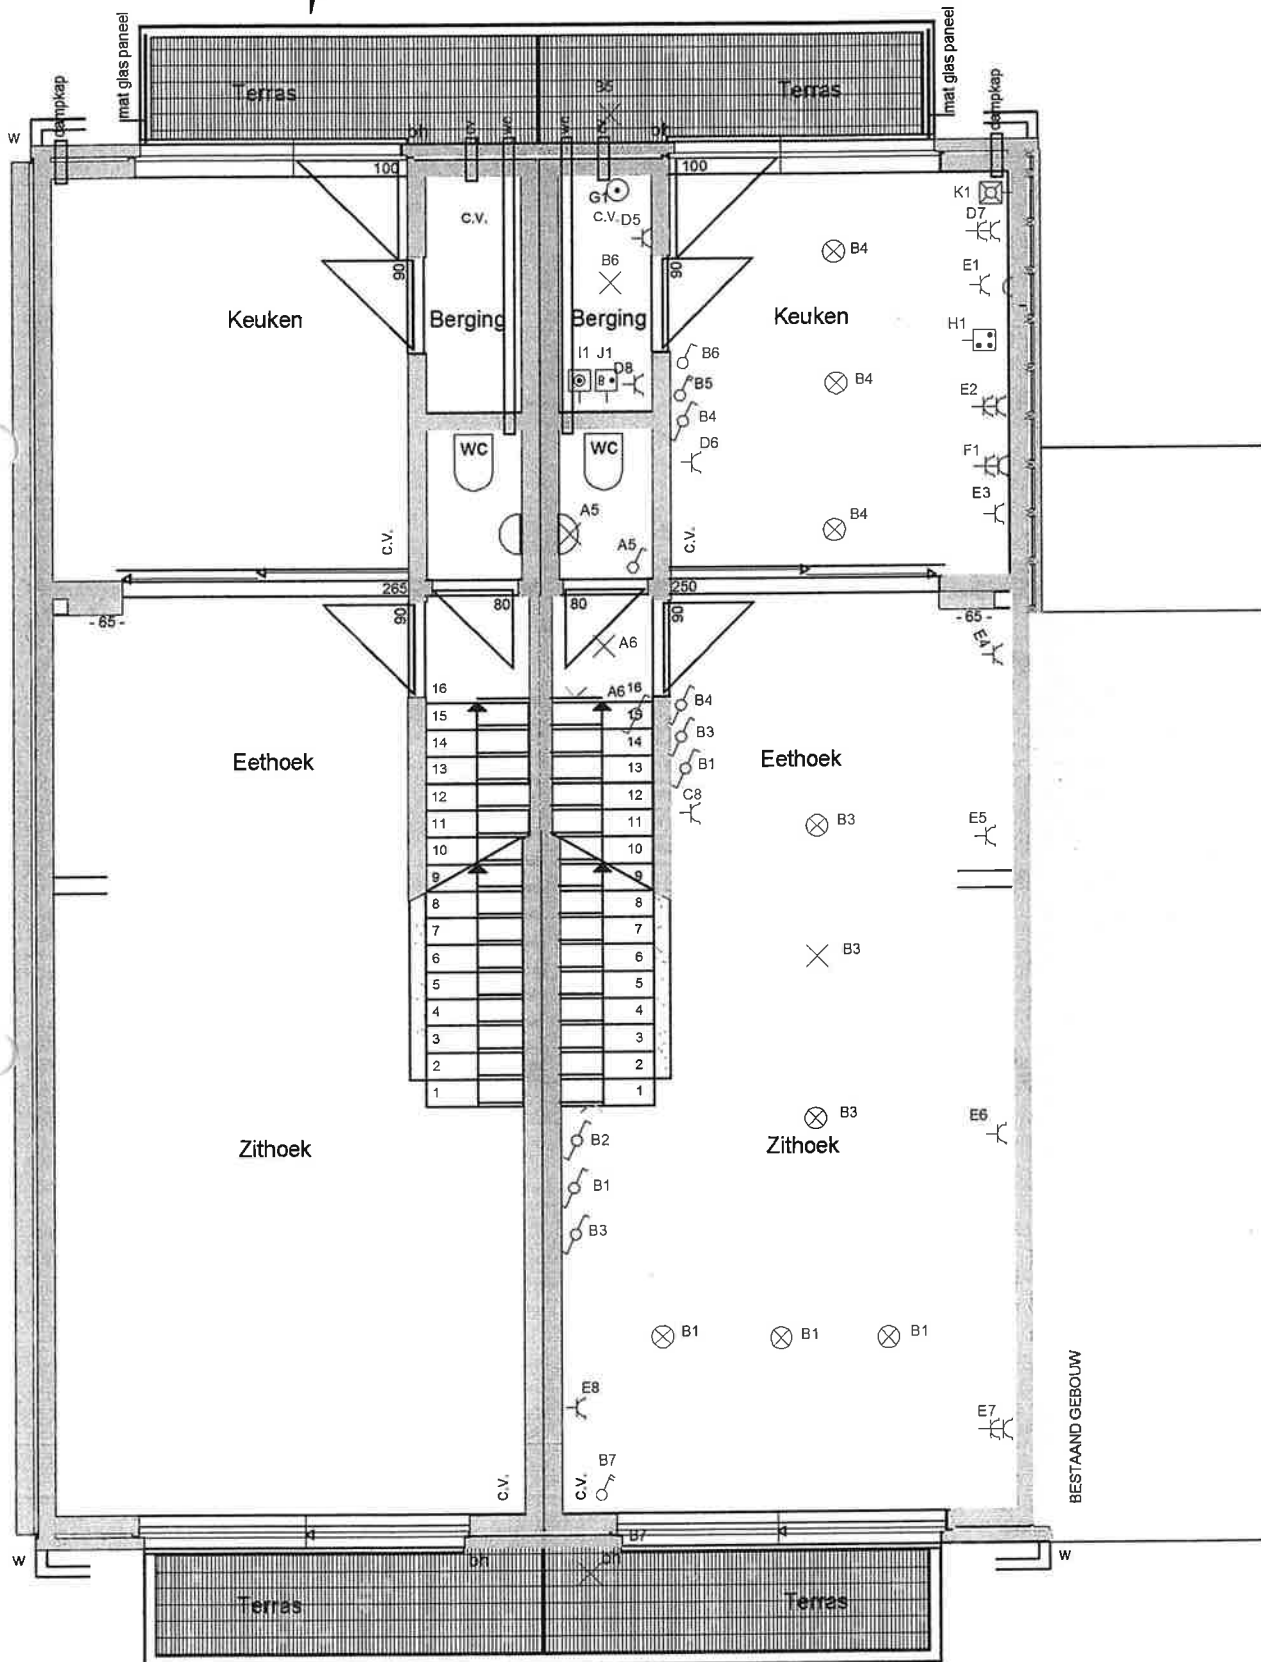 mat glas paneel
mat glas paneel
dampkap
dampkap
Terras
B5
Terras
w
bh
cv
wc
wc
cv
bh
100
100
G1
K1
c.v.
C.V.
D5
D7
B4
90
B6
90
E1
Keuken
Berging
Berging
Keuken
H1
I1
J1
D8
B6
B
B5
B4
B4
E2
WC
WC
D6
F1
A5
E3
c.v.
A5
c.v.
B4
265
250
90
80
80
90
- 65 -
- 65 -
A6
E4
16
A6
16
B4
15
15
B3
14
14
Eethoek
13
13
B1
Eethoek
12
C8
12
11
11
B3
E5
10
10
9
9
8
8
7
7
6
6
B3
5
5
4
4
3
3
2
2
1
1
B3
E6
B2
Zithoek
Zithoek
B1
B3
B1
B1
B1
BESTAAND GEBOUW
E8
E7
B7
c.v.
c.v.
B7
w
bh
bh
w
Terras
Terras